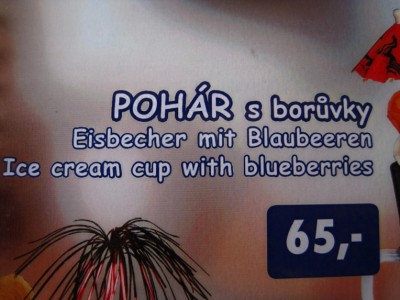 POHÁR s borůvky
Eisbecher mit Blaubeeren
Ice cream cup with blueberries
65,-